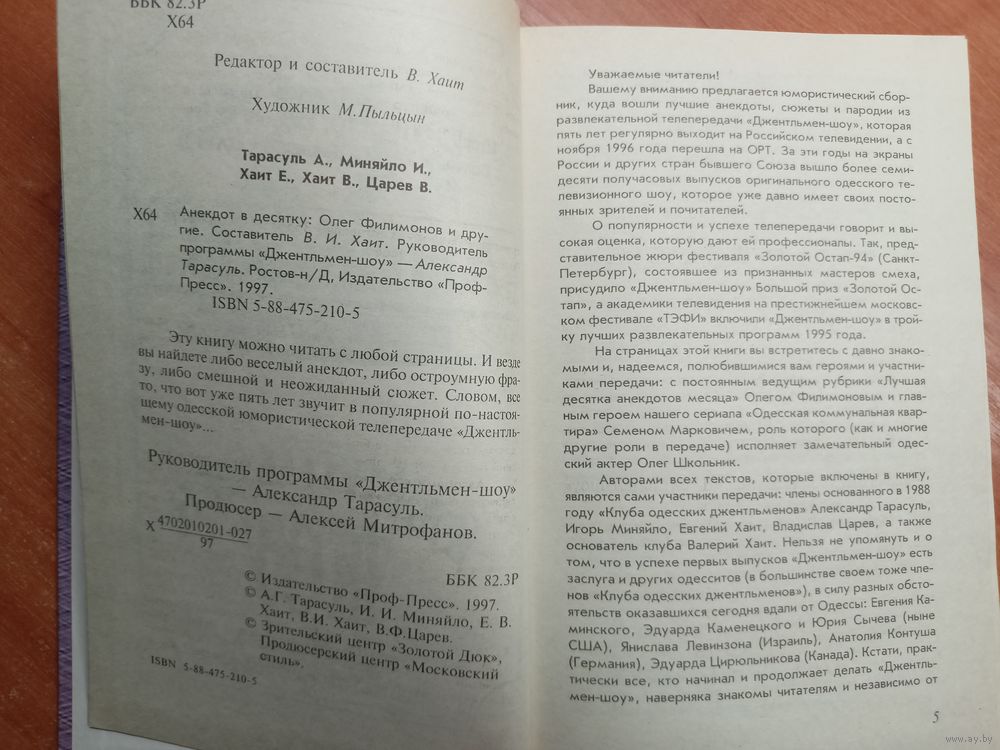 ББК 82.3Р
Х64
Редактор и составитель В. Хаит
Художник М. Пыльцын
Тарасуль А., Миняйло И.,
Хаит Е., Хаит В., Царев В.
Х64 Анекдот в десятку: Олег Филимонов и дру-
гие. Составитель В. И. Хаит. Руководитель
программы «Джентльмен-шоу» — Александр
Тарасуль. Ростов-н/Д, Издательство «Проф-
Пресс». 1997.
ISBN 5-88-475-210-5
Эту книгу можно читать с любой страницы. И везде
вы найдете либо веселый анекдот, либо остроумную фра-
зу, либо смешной и неожиданный сюжет. Словом, все
то, что вот уже пять лет звучит в популярной по-настоя-
щему одесской юмористической телепередаче «Джентль-
мен-шоу»...
Руководитель программы «Джентльмен-шоу»
— Александр Тарасуль.
Продюсер — Алексей Митрофанов.
Х 4702010201-027
97
ББК 82.3Р
© Издательство «Проф-Пресс». 1997.
© А.Г. Тарасуль, И. И. Миняйло, Е. В.
Хаит, В.И. Хаит, В.Ф.Царев.
© Зрительский центр «Золотой Дюк»,
Продюсерский центр «Московский
стиль».
ISBN 5-88-475-210-5
Уважаемые читатели!
Вашему вниманию предлагается юмористический сбор-
ник, куда вошли лучшие анекдоты, сюжеты и пародии из
развлекательной телепередачи «Джентльмен-шоу», которая
пять лет регулярно выходит на Российском телевидении, а с
ноября 1996 года перешла на ОРТ. За эти годы на экраны
России и других стран бывшего Союза вышло более семи-
десяти получасовых выпусков оригинального одесского те-
левизионного шоу, которое уже давно имеет своих посто-
янных зрителей и почитателей.
О популярности и успехе телепередачи говорит и вы-
сокая оценка, которую дают ей профессионалы. Так, пред-
ставительное жюри фестиваля «Золотой Остап-94» (Санкт-
Петербург), состоявшее из признанных мастеров смеха,
присудило «Джентльмен-шоу» Большой приз «Золотой Ос-
тап», а академики телевидения на престижнейшем московс-
ком фестивале «ТЭФИ» включили «Джентльмен-шоу» в трой-
ку лучших развлекательных программ 1995 года.
На страницах этой книги вы встретитесь с давно знако-
мыми и, надеемся, полюбившимися вам героями и участни-
ками передачи: с постоянным ведущим рубрики «Лучшая
десятка анекдотов месяца» Олегом Филимоновым и глав-
ным героем нашего сериала «Одесская коммунальная квар-
тира» Семеном Марковичем, роль которого (как и многие
другие роли в передаче) исполняет замечательный одес-
ский актер Олег Школьник.
Авторами всех текстов, которые включены в книгу,
являются сами участники передачи: члены основанного в 1988
году «Клуба одесских джентльменов» Александр Тарасуль,
Игорь Миняйло, Евгений Хаит, Владислав Царев, а также
основатель клуба Валерий Хаит. Нельзя не упомянуть и о
том, что в успехе первых выпусков «Джентльмен-шоу» есть
заслуга и других одесситов (в большинстве своем тоже чле-
нов «Клуба одесских джентльменов»), в силу разных обсто-
ятельств оказавшихся сегодня вдали от Одессы: Евгения Ка-
минского, Эдуарда Каменецкого и Юрия Сычева (ныне
США), Янислава Левинзона (Израиль), Анатолия Контуша
(Германия), Эдуарда Цирюльникова (Канада). Кстати, прак-
тически все, кто начинал и продолжает делать «Джентль-
мен-шоу», наверняка знакомы читателям и независимо от
5
www.ay.by